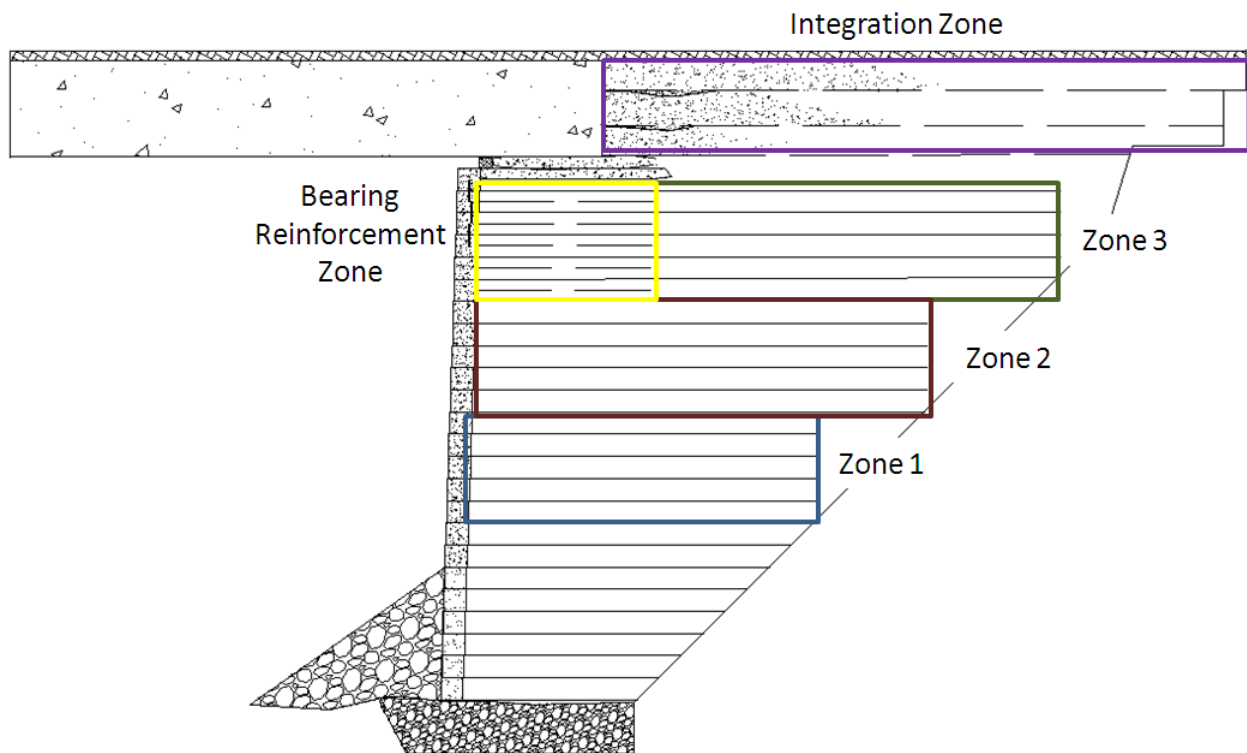 Integration Zone
Bearing
Reinforcement
Zone
Zone 3
Zone 2
Zone 1